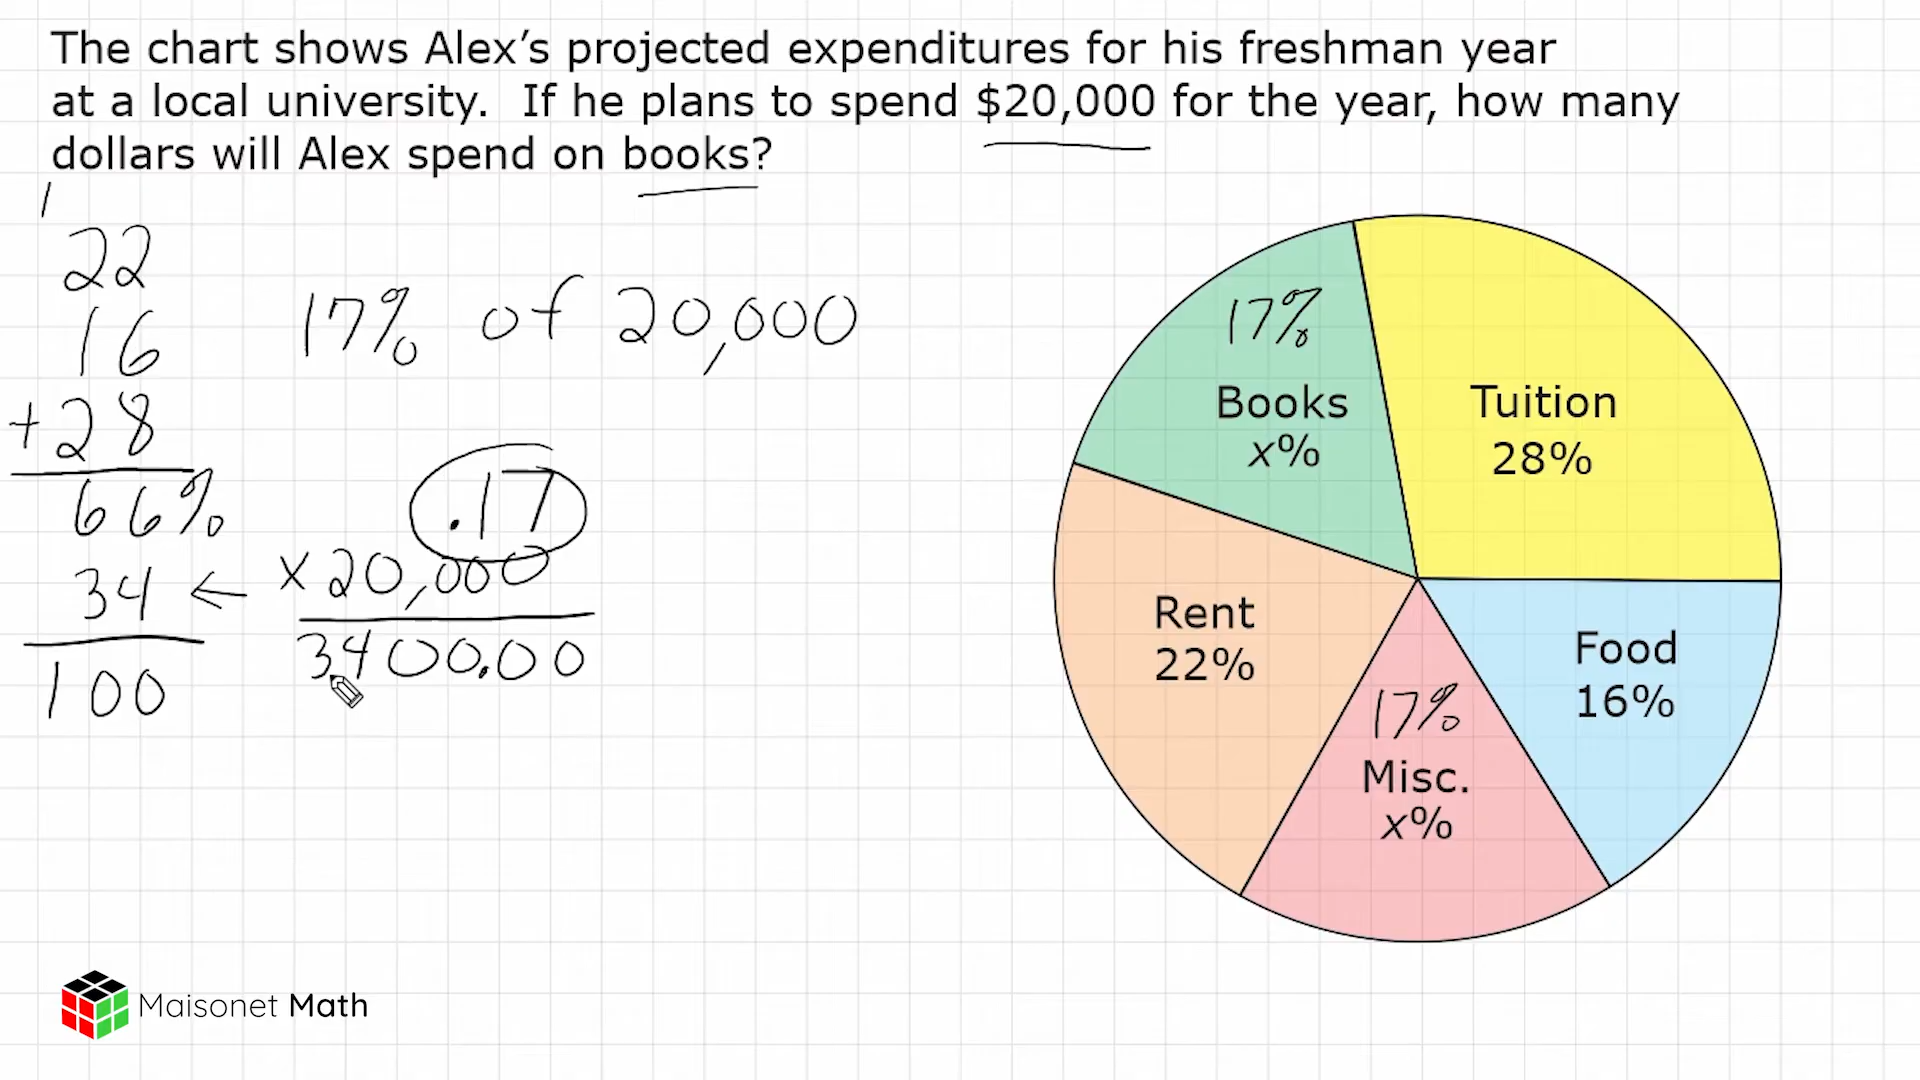 The chart shows Alex’s projected expenditures for his freshman year
at a local university.  If he plans to spend $20,000 for the year, how many
dollars will Alex spend on books?
1
22
16
+28
66%
34 ←
100
17% of 20,000
.17
x20,000
3400.00
17%
Books
x%
Tuition
28%
Rent
22%
Food
16%
17%
Misc.
x%
Maisonet Math